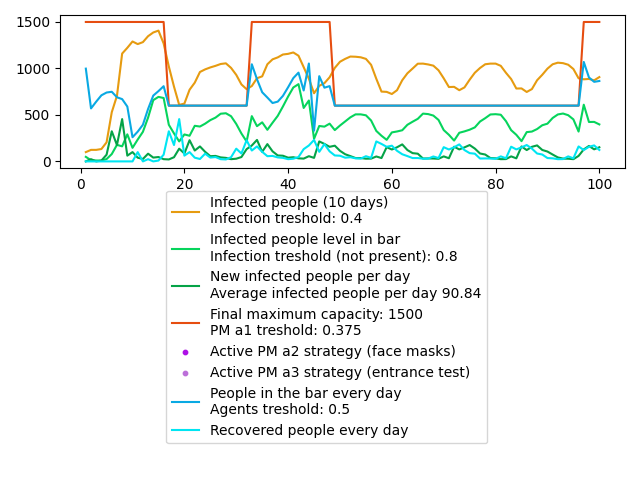 1500
1000
500
0
0
20
40
60
80
100
Infected people (10 days)
Infection treshold: 0.4
Infected people level in bar
Infection treshold (not present): 0.8
New infected people per day
Average infected people per day 90.84
Final maximum capacity: 1500
PM a1 treshold: 0.375
Active PM a2 strategy (face masks)
Active PM a3 strategy (entrance test)
People in the bar every day
Agents treshold: 0.5
Recovered people every day